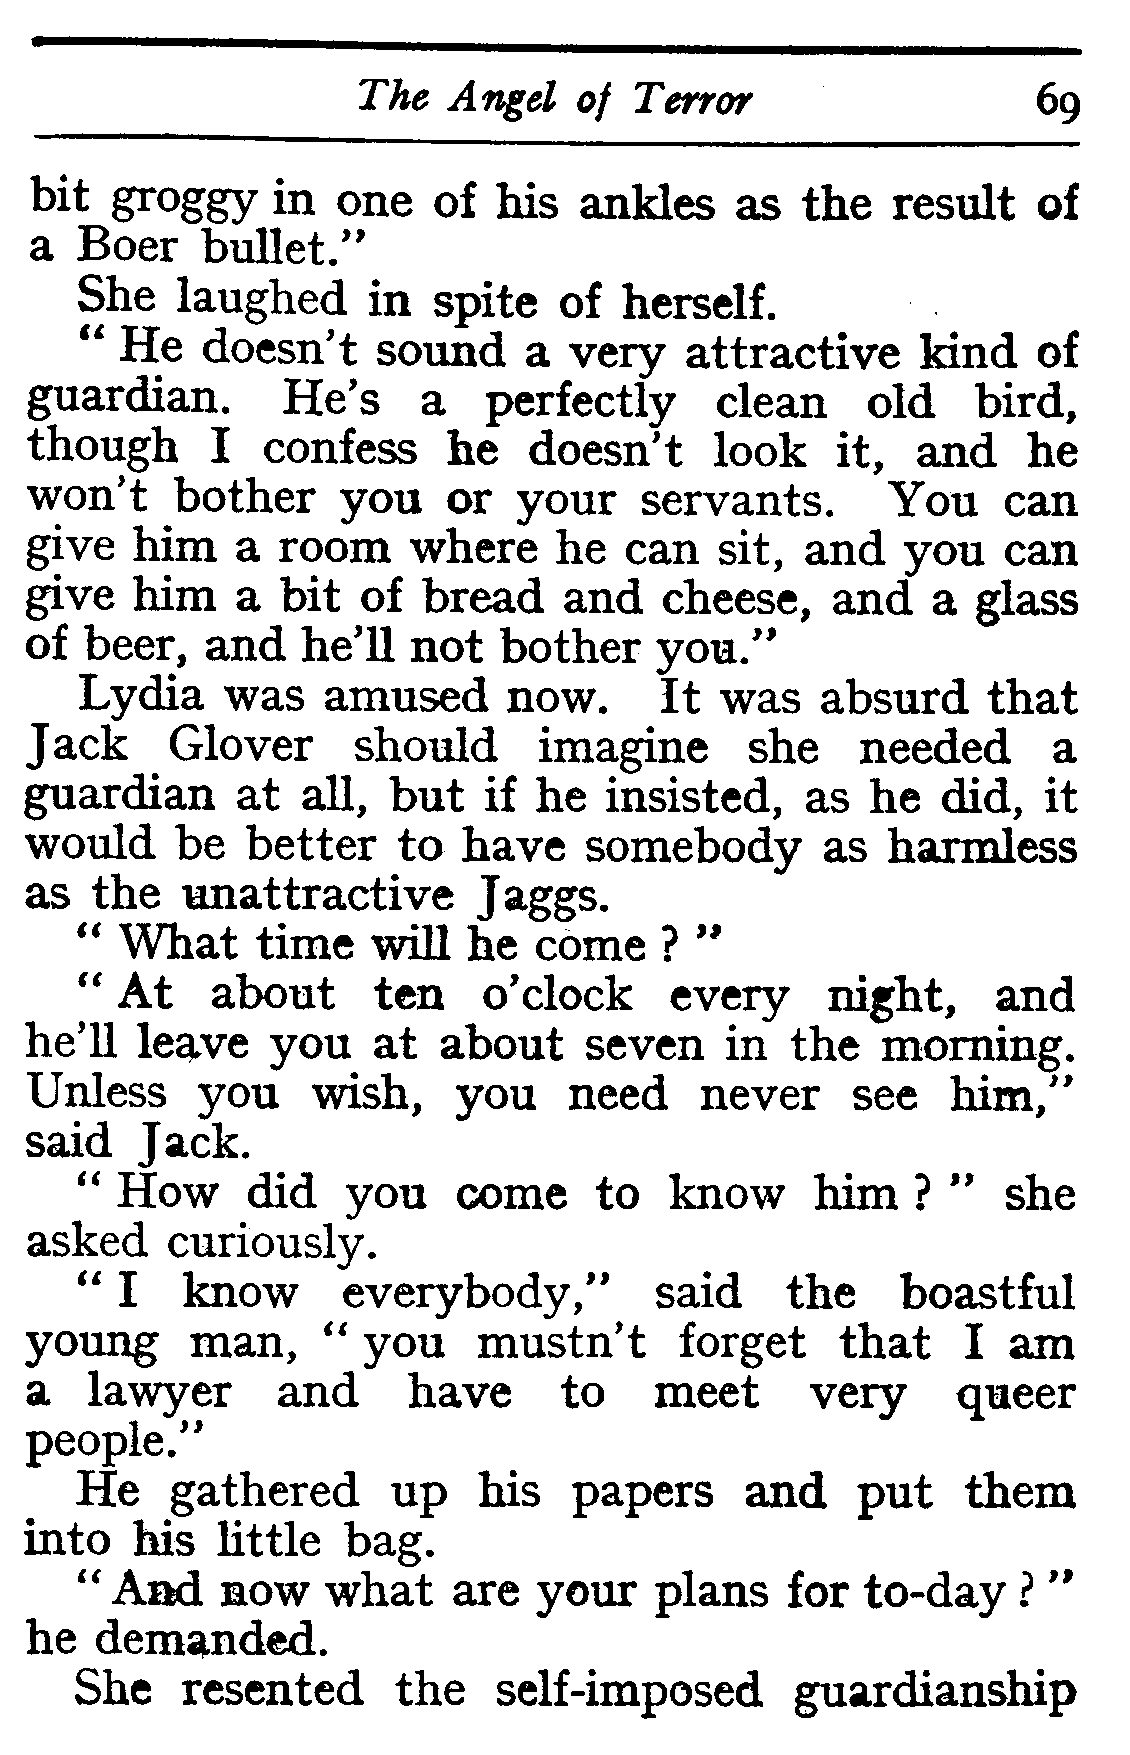 The Angel of Terror 69
bit groggy in one of his ankles as the result of
a Boer bullet."
She laughed in spite of herself.
" He doesn't sound a very attractive kind of
guardian. He's a perfectly clean old bird,
though I confess he doesn't look it, and he
won't bother you or your servants. You can
give him a room where he can sit, and you can
give him a bit of bread and cheese, and a glass
of beer, and he'll not bother you."
Lydia was amused now. It was absurd that
Jack Glover should imagine she needed a
guardian at all, but if he insisted, as he did, it
would be better to have somebody as harmless
as the unattractive Jaggs.
" What time will he come ? "
" At about ten o'clock every night, and
he'll leave you at about seven in the morning.
Unless you wish, you need never see him,"
said Jack.
" How did you come to know him ? " she
asked curiously.
" I know everybody," said the boastful
young man, " you mustn't forget that I am
a lawyer and have to meet very queer
people."
He gathered up his papers and put them
into his little bag.
" And now what are your plans for to-day ? "
he demanded.
She resented the self-imposed guardianship